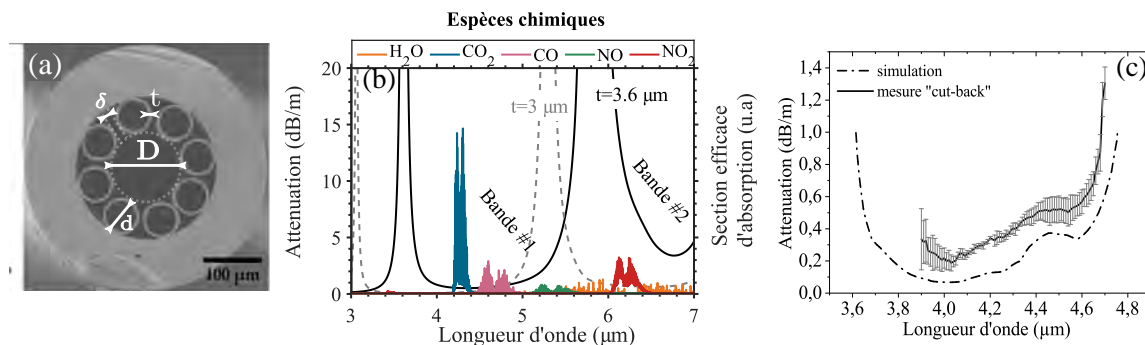 (a)
δ
t
D
d
100 µm
Espèces chimiques
H₂O CO₂ CO NO NO₂
(b)
Attenuation (dB/m)
20
15
10
5
0
t=3 µm
t=3.6 µm
Bande #1
Bande #2
3 4 5 6 7
Longueur d'onde (µm)
Section efficace
d'absorption (u.a)
(c)
simulation
mesure "cut-back"
Attenuation (dB/m)
1,4
1,2
1,0
0,8
0,6
0,4
0,2
0,0
3,6 3,8 4,0 4,2 4,4 4,6 4,8
Longueur d'onde (µm)